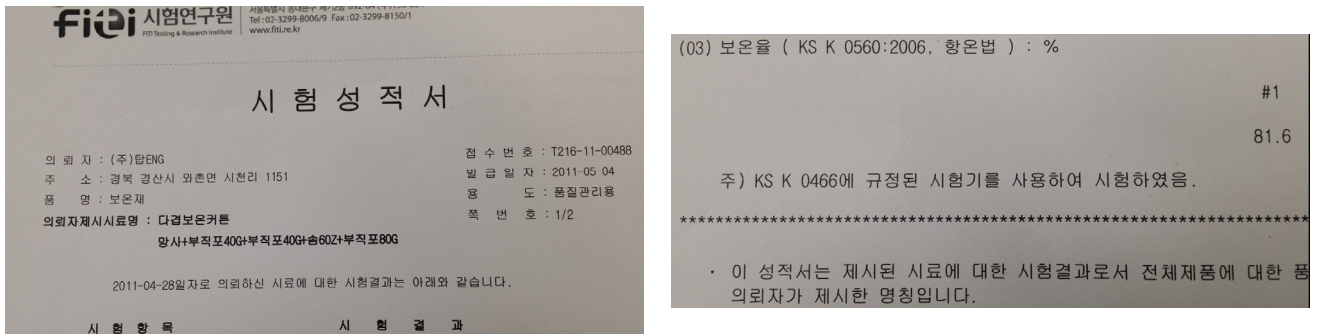 fiti 시험연구원
FITI Testing & Research Institute
Tel:02-3299-8006/9 Fax:02-3299-8150/1
www.fiti.re.kr
시 험 성 적 서
의 뢰 자 : (주)탑ENG
주 소 : 경북 경산시 와촌면 시천리 1151
품 명 : 보온재
의뢰자제시시료명 : 다겹보온커튼
망사+부직포40G+부직포40G+솜60Z+부직포80G
접 수 번 호 : T216-11-00488
발 급 일 자 : 2011-05-04
용 도 : 품질관리용
쪽 번 호 : 1/2
2011-04-28일자로 의뢰하신 시료에 대한 시험결과는 아래와 같습니다.
시 험 항 목 시 험 결 과
(03) 보온율 ( KS K 0560:2006, 항온법 ) : %
#1
81.6
주) KS K 0466에 규정된 시험기를 사용하여 시험하였음.
· 이 성적서는 제시된 시료에 대한 시험결과로서 전체제품에 대한 품
의뢰자가 제시한 명칭입니다.